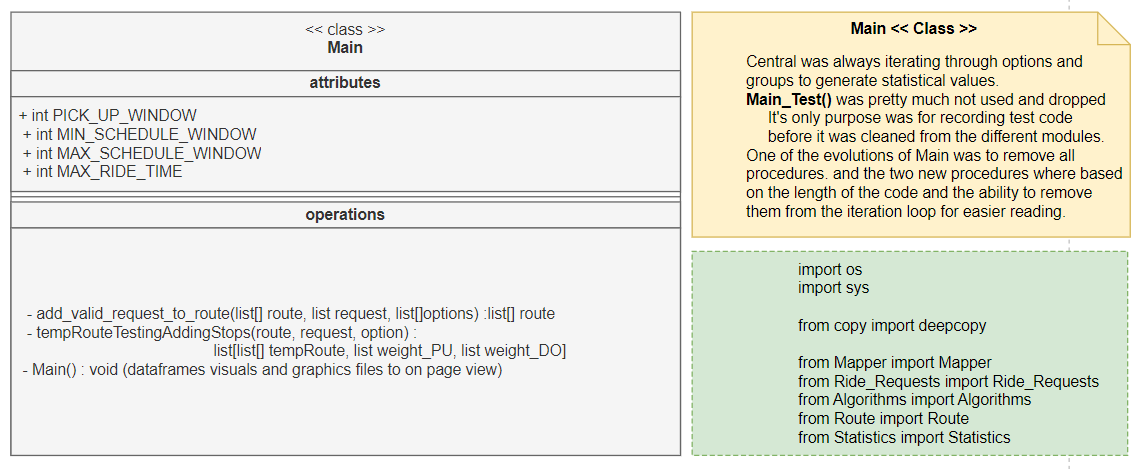 << class >>
Main
attributes
+ int PICK_UP_WINDOW
+ int MIN_SCHEDULE_WINDOW
+ int MAX_SCHEDULE_WINDOW
+ int MAX_RIDE_TIME
operations
- add_valid_request_to_route(list[] route, list request, list[]options) :list[] route
- tempRouteTestingAddingStops(route, request, option) :
list[list[] tempRoute, list weight_PU, list weight_DO]
- Main() : void (dataframes visuals and graphics files to on page view)
Main << Class >>
Central was always iterating through options and
groups to generate statistical values.
Main_Test() was pretty much not used and dropped
It's only purpose was for recording test code
before it was cleaned from the different modules.
One of the evolutions of Main was to remove all
procedures. and the two new procedures where based
on the length of the code and the ability to remove
them from the iteration loop for easier reading.
import os
import sys
from copy import deepcopy
from Mapper import Mapper
from Ride_Requests import Ride_Requests
from Algorithms import Algorithms
from Route import Route
from Statistics import Statistics